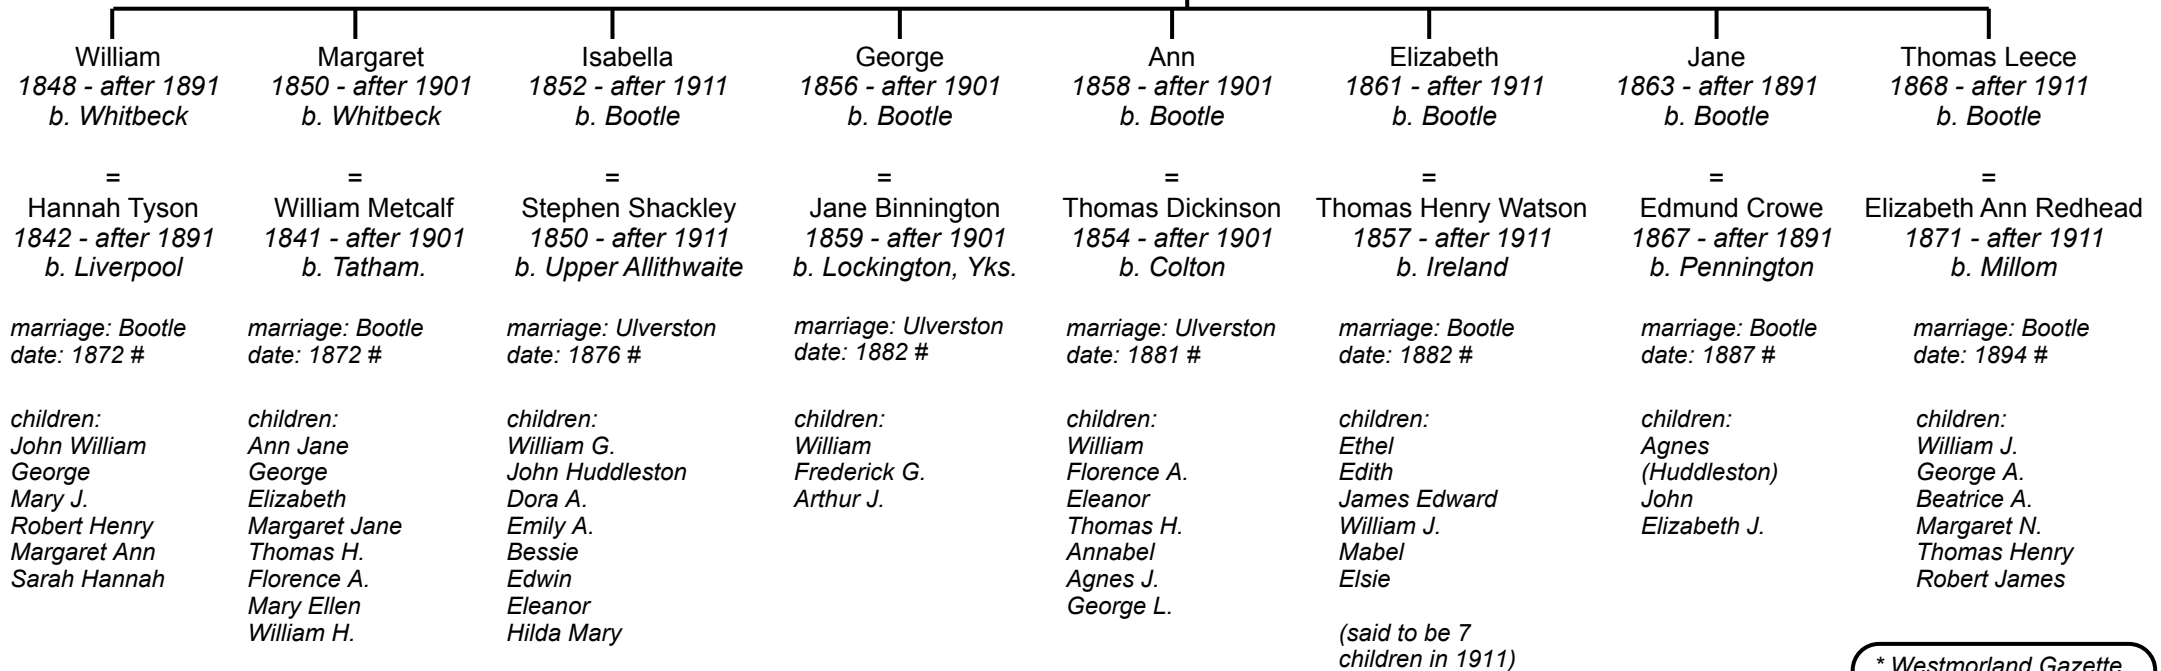 William
1848 - after 1891
b. Whitbeck
=
Hannah Tyson
1842 - after 1891
b. Liverpool
marriage: Bootle
date: 1872 #
children:
John William
George
Mary J.
Robert Henry
Margaret Ann
Sarah Hannah
Margaret
1850 - after 1901
b. Whitbeck
=
William Metcalf
1841 - after 1901
b. Tatham.
marriage: Bootle
date: 1872 #
children:
Ann Jane
George
Elizabeth
Margaret Jane
Thomas H.
Florence A.
Mary Ellen
William H.
Isabella
1852 - after 1911
b. Bootle
=
Stephen Shackley
1850 - after 1911
b. Upper Allithwaite
marriage: Ulverston
date: 1876 #
children:
William G.
John Huddleston
Dora A.
Emily A.
Bessie
Edwin
Eleanor
Hilda Mary
George
1856 - after 1901
b. Bootle
=
Jane Binnington
1859 - after 1901
b. Lockington, Yks.
marriage: Ulverston
date: 1882 #
children:
William
Frederick G.
Arthur J.
Ann
1858 - after 1901
b. Bootle
=
Thomas Dickinson
1854 - after 1901
b. Colton
marriage: Ulverston
date: 1881 #
children:
William
Florence A.
Eleanor
Thomas H.
Annabel
Agnes J.
George L.
Elizabeth
1861 - after 1911
b. Bootle
=
Thomas Henry Watson
1857 - after 1911
b. Ireland
marriage: Bootle
date: 1882 #
children:
Ethel
Edith
James Edward
William J.
Mabel
Elsie
(said to be 7
children in 1911)
Jane
1863 - after 1891
b. Bootle
=
Edmund Crowe
1867 - after 1891
b. Pennington
marriage: Bootle
date: 1887 #
children:
Agnes
(Huddleston)
John
Elizabeth J.
Thomas Leece
1868 - after 1911
b. Bootle
=
Elizabeth Ann Redhead
1871 - after 1911
b. Millom
marriage: Bootle
date: 1894 #
children:
William J.
George A.
Beatrice A.
Margaret N.
Thomas Henry
Robert James
* Westmorland Gazette